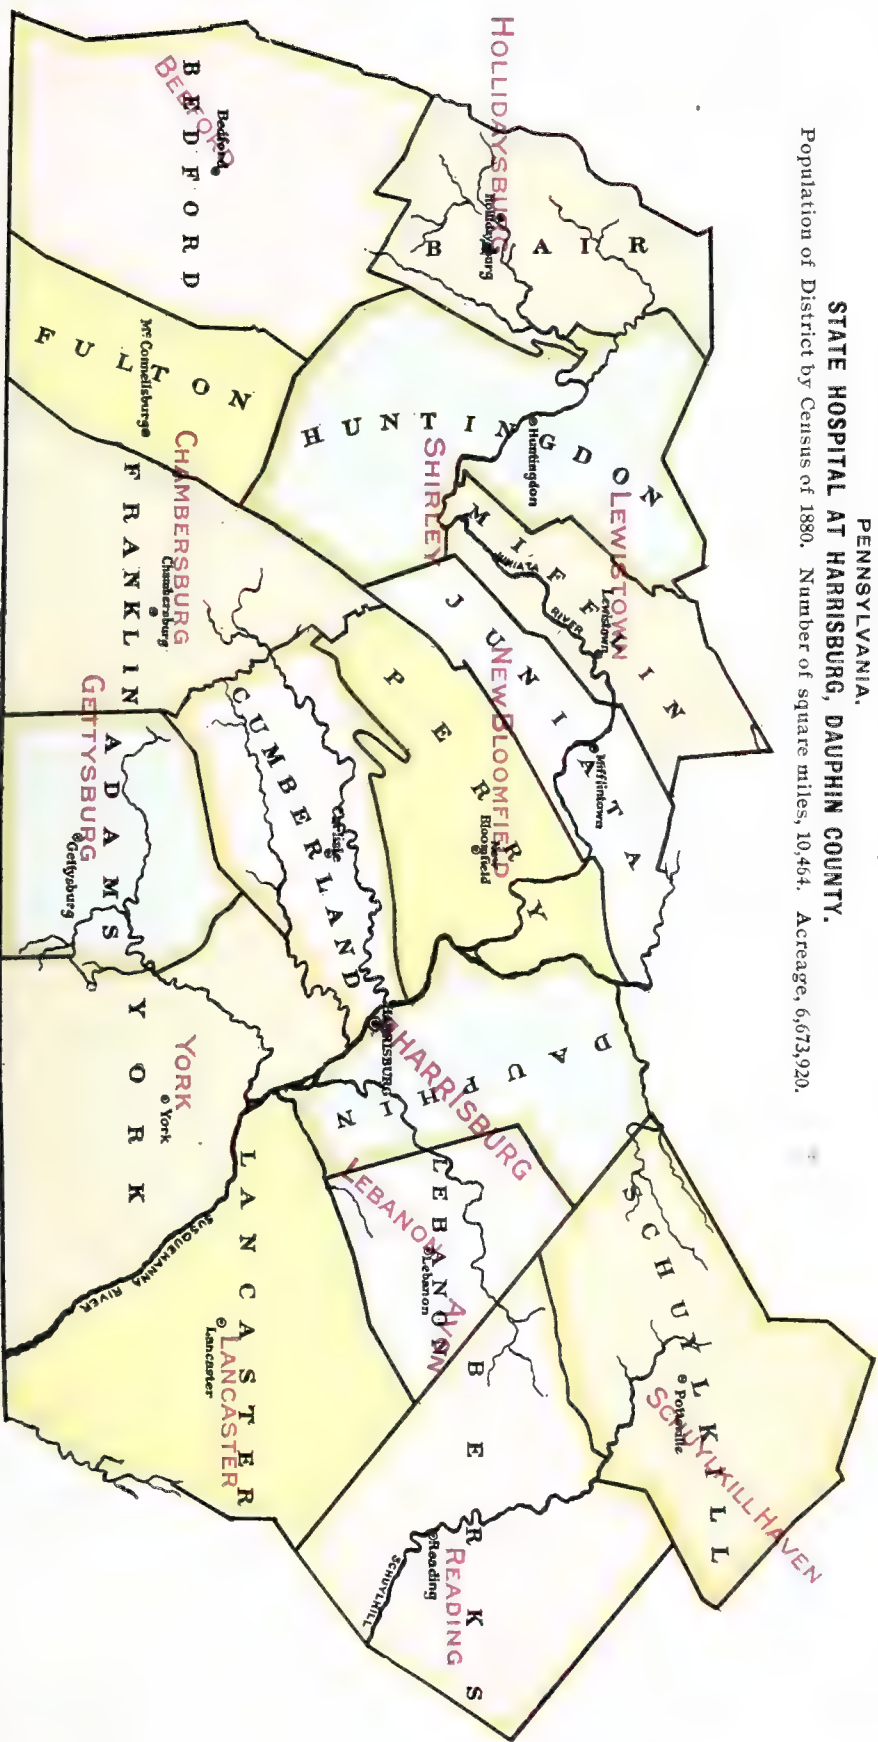 PENNSYLVANIA.
STATE HOSPITAL AT HARRISBURG, DAUPHIN COUNTY.
Population of District by Census of 1880. Number of square miles, 10,464. Acreage, 6,673,920.
HOLLIDAYSBURG
BLAIR
Hollidaysburg
BEDFORD
BEDFORD
Bedford
FULTON
McConnellsburg
HUNTINGDON
Huntingdon
SHIRLEY
LEWISTOWN
MIFFLIN
Lewistown
JUNIATA
RIVER
JUNIATA
Mifflintown
CHAMBERSBURG
FRANKLIN
Chambersburg
NEW BLOOMFIELD
PERRY
New
Bloomfield
CUMBERLAND
Carlisle
GETTYSBURG
ADAMS
Gettysburg
HARRISBURG
HARRISBURG
DAUPHIN
YORK
YORK
York
SUSQUEHANNA RIVER
LANCASTER
LANCASTER
Lancaster
LEBANON
LEBANON
Lebanon
AVON
SCHUYLKILL
SCHUYLKILL HAVEN
Pottsville
BERKS
READING
Reading
SCHUYLKILL